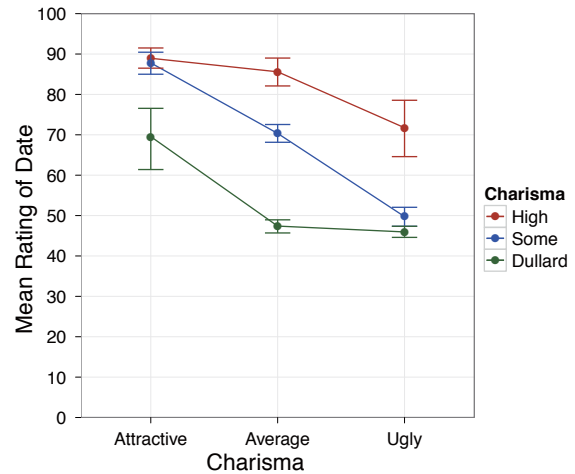 100
90
80
70
60
50
40
30
20
10
0
Mean Rating of Date
Attractive
Average
Ugly
Charisma
Charisma
High
Some
Dullard